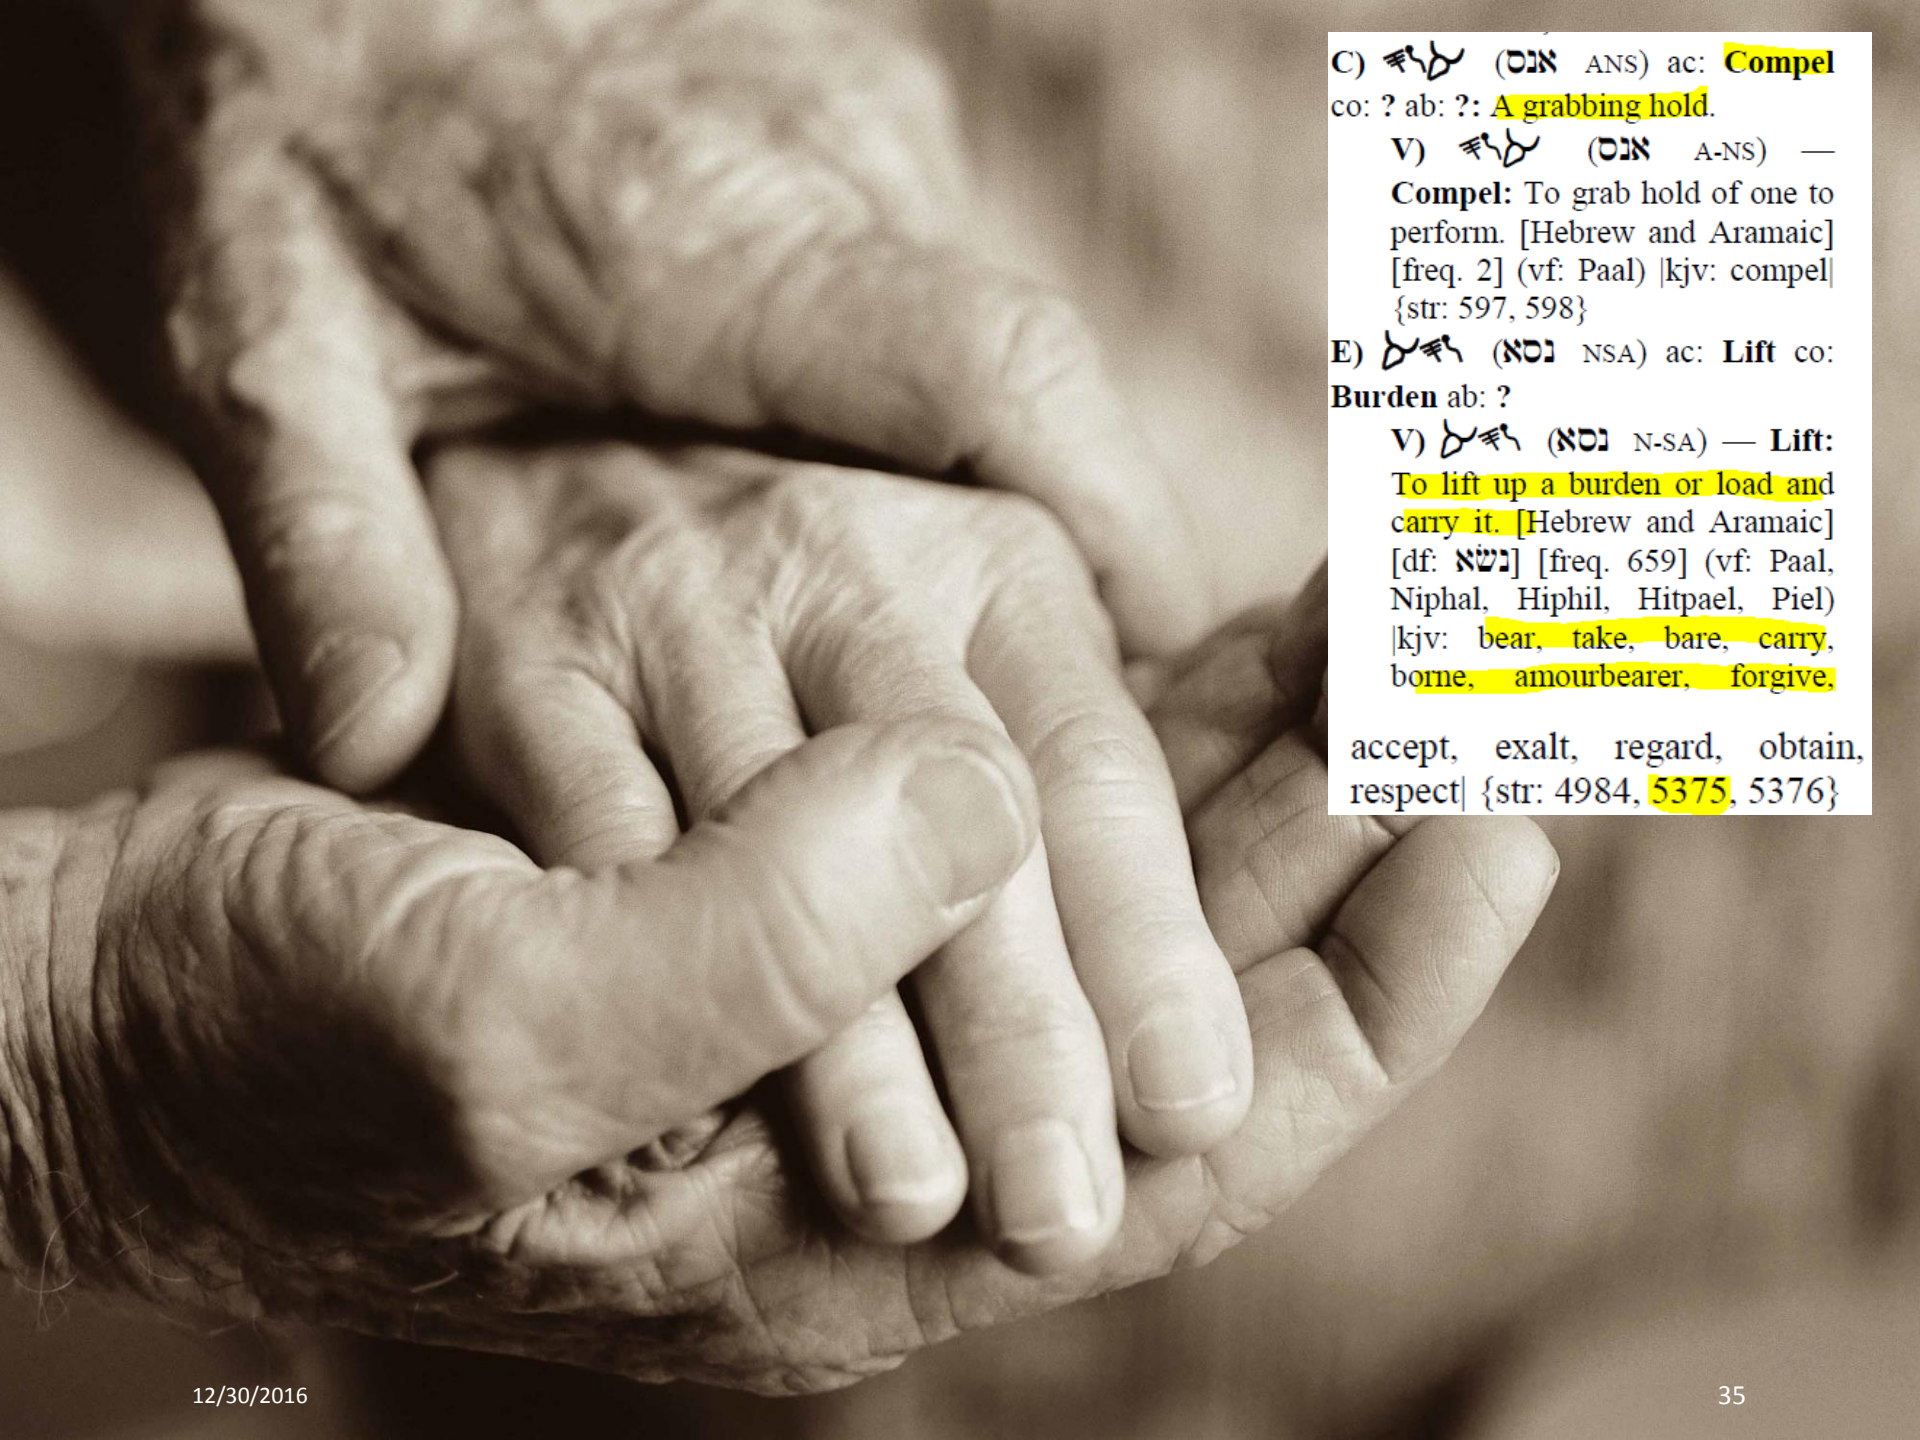 C) (אנס ANS) ac: Compel
co: ? ab: ?: A grabbing hold.
V) (אנס A-NS) —
Compel: To grab hold of one to
perform. [Hebrew and Aramaic]
[freq. 2] (vf: Paal) |kjv: compel|
{str: 597, 598}
E) (נסא NSA) ac: Lift co:
Burden ab: ?
V) (נסא N-SA) — Lift:
To lift up a burden or load and
carry it. [Hebrew and Aramaic]
[df: נשׂא] [freq. 659] (vf: Paal,
Niphal, Hiphil, Hitpael, Piel)
|kjv: bear, take, bare, carry,
borne, amourbearer, forgive,
accept, exalt, regard, obtain,
respect| {str: 4984, 5375, 5376}
12/30/2016
35